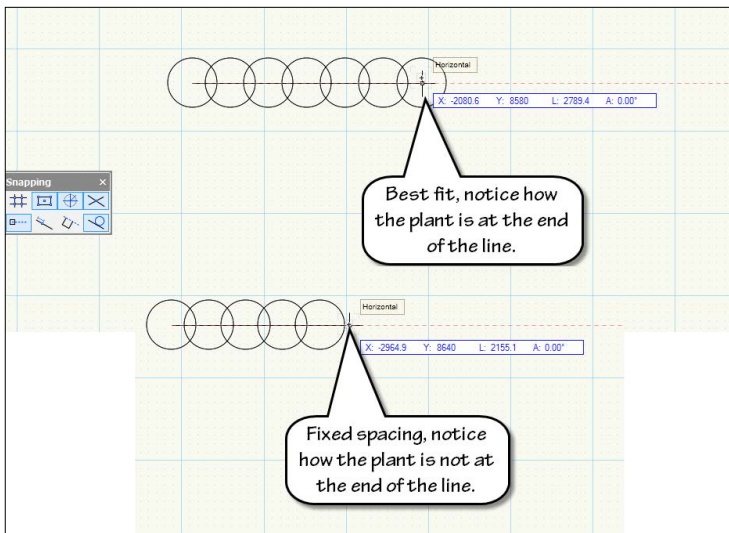 Horizontal
X: -2080.6 Y: 8580 L: 2789.4 A: 0.00°
Best fit, notice how
the plant is at the end
of the line.
Snapping
Horizontal
X: -2964.9 Y: 8640 L: 2155.1 A: 0.00°
Fixed spacing, notice
how the plant is not at
the end of the line.